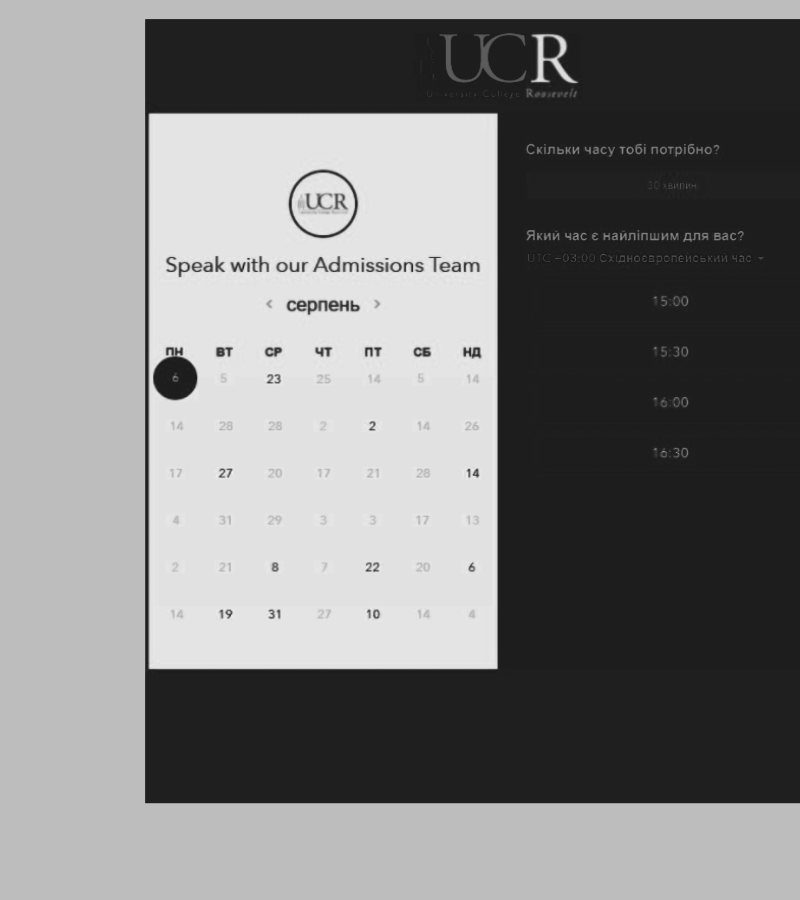 UCR
University College Roosevelt
UCR
Speak with our Admissions Team
< серпень >
ПН ВТ СР ЧТ ПТ СБ НД
6 5 23 25 14 5 14
14 28 28 2 2 14 26
17 27 20 17 21 28 14
4 31 29 3 3 17 13
2 21 8 7 22 20 6
14 19 31 27 10 14 4
Скільки часу тобі потрібно?
30 хвилин
Який час є найліпшим для вас?
UTC +03:00 Східноєвропейський час
15:00
15:30
16:00
16:30